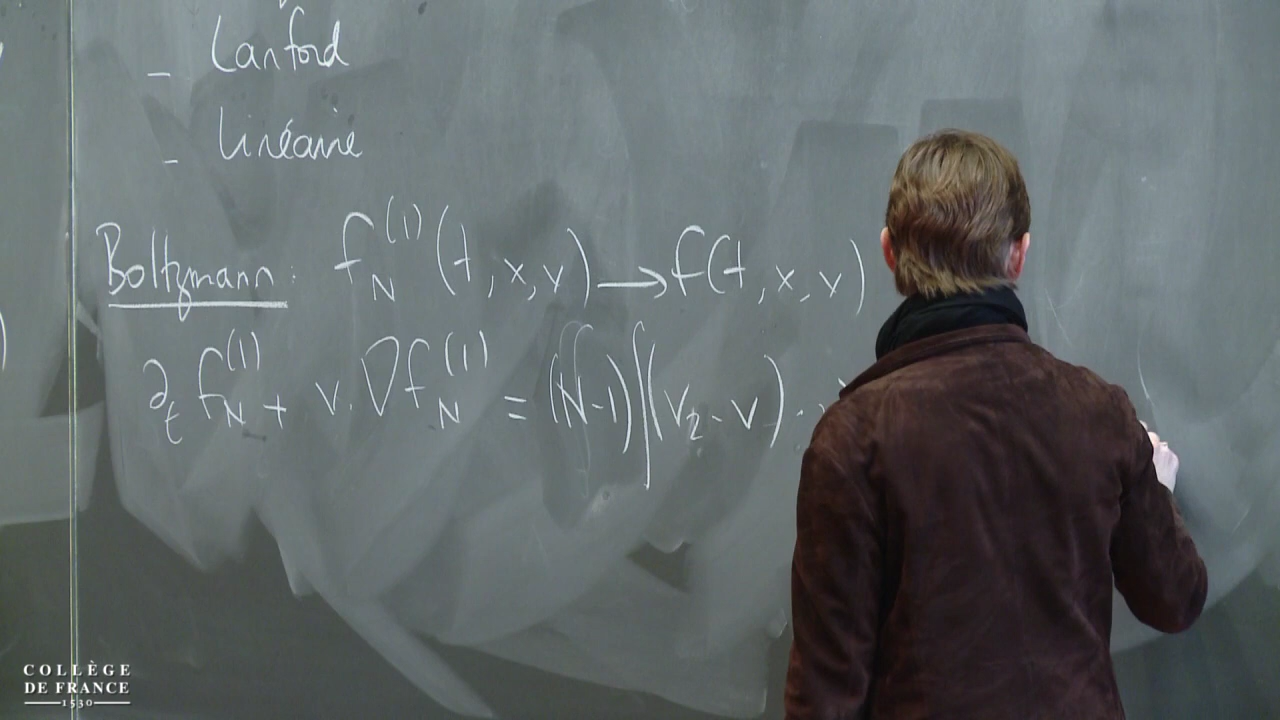 - Lanford
- Linéaire
Boltzmann : f_N^{(1)} (t, x, v) → f(t, x, v)
∂_t f_N^{(1)} + v. ∇f_N^{(1)} = (N-1) ∫ (v_2 - v) .
COLLÈGE
DE FRANCE
1530